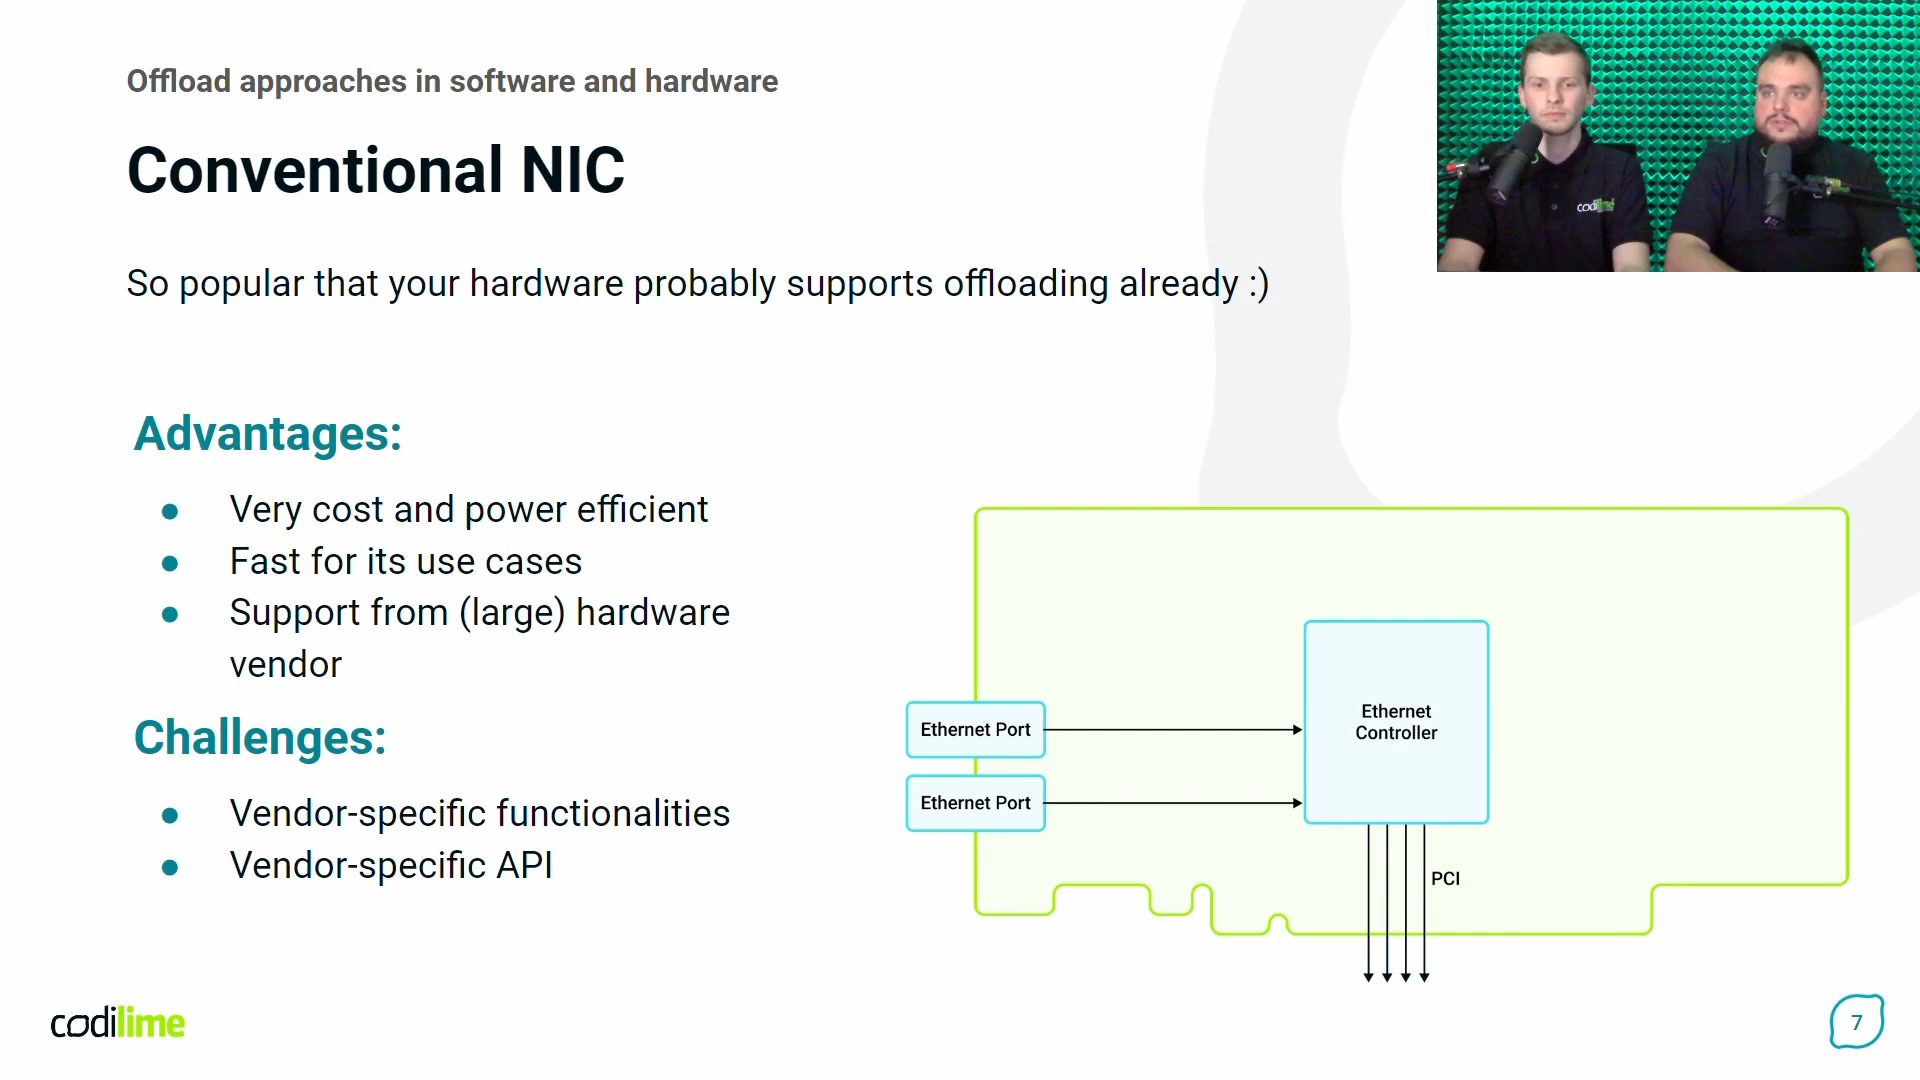 Offload approaches in software and hardware
Conventional NIC
So popular that your hardware probably supports offloading already :)
Advantages:
Very cost and power efficient
Fast for its use cases
Support from (large) hardware
vendor
Challenges:
Vendor-specific functionalities
Vendor-specific API
Ethernet Port
Ethernet Port
Ethernet
Controller
PCI
codilime
7
codilime